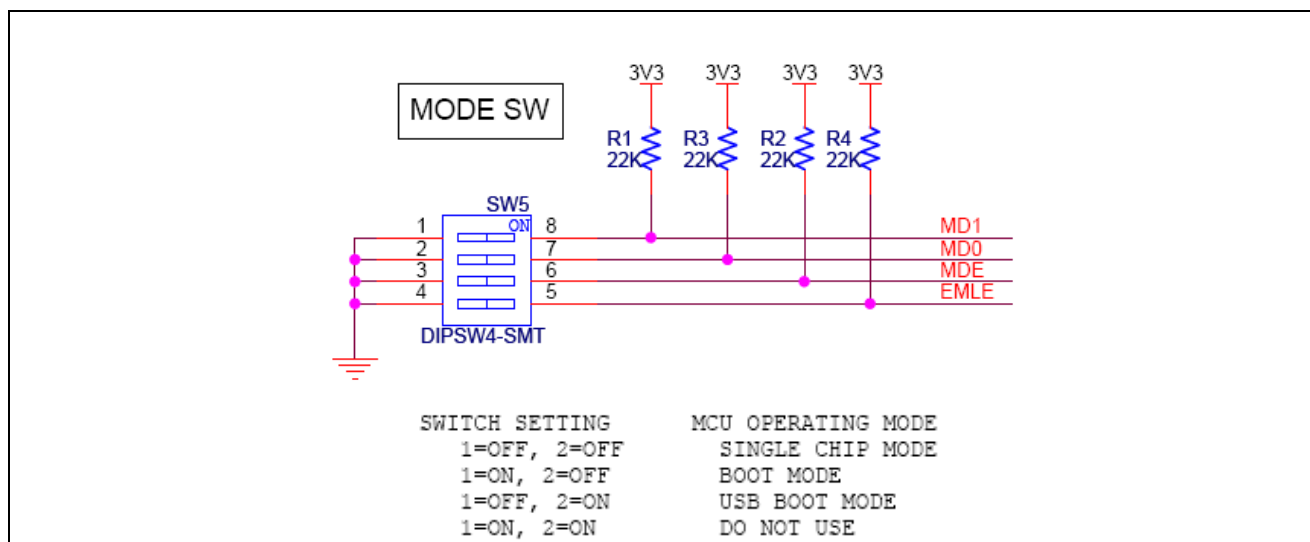 3V3 3V3 3V3 3V3
MODE SW
R1 R3 R2 R4
22K 22K 22K 22K
SW5
ON
1 8 MD1
2 7 MD0
3 6 MDE
4 5 EMLE
DIPSW4-SMT
SWITCH SETTING MCU OPERATING MODE
1=OFF, 2=OFF SINGLE CHIP MODE
1=ON, 2=OFF BOOT MODE
1=OFF, 2=ON USB BOOT MODE
1=ON, 2=ON DO NOT USE